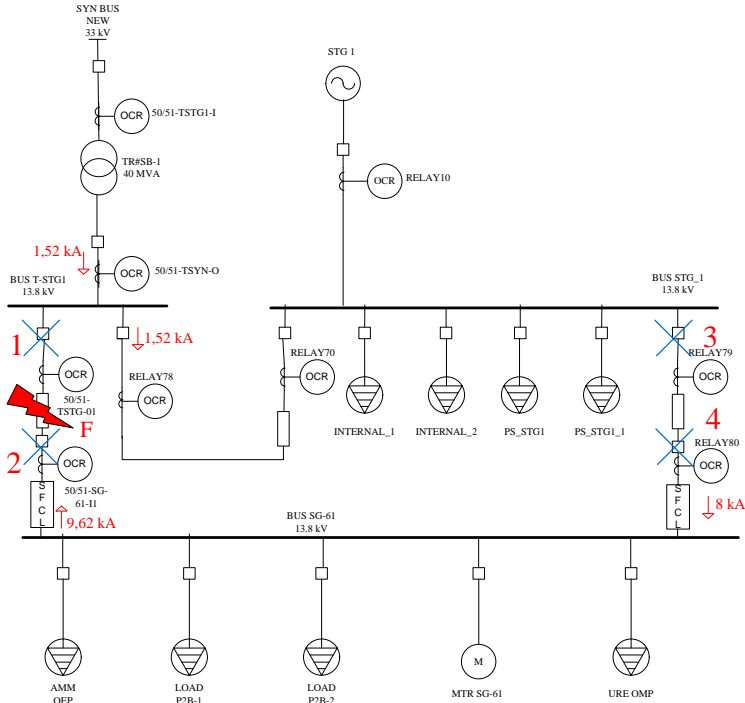 SYN BUS
NEW
33 kV
STG 1
OCR
50/51-TSTG1-I
TR#SB-1
40 MVA
OCR
RELAY10
1,52 kA
OCR
50/51-TSYN-O
BUS T-STG1
13.8 kV
BUS STG_1
13.8 kV
1
1,52 kA
3
RELAY70
OCR
RELAY79
OCR
OCR
50/51-
TSTG-01
RELAY78
OCR
F
INTERNAL_1
INTERNAL_2
PS_STG1
PS_STG1_1
4
RELAY80
OCR
2
OCR
50/51-SG-
61-I1
S
F
C
L
9,62 kA
S
F
C
L
8 kA
BUS SG-61
13.8 kV
M
AMM
OEP
LOAD
P2B-1
LOAD
P2B-2
MTR SG-61
URE OMP